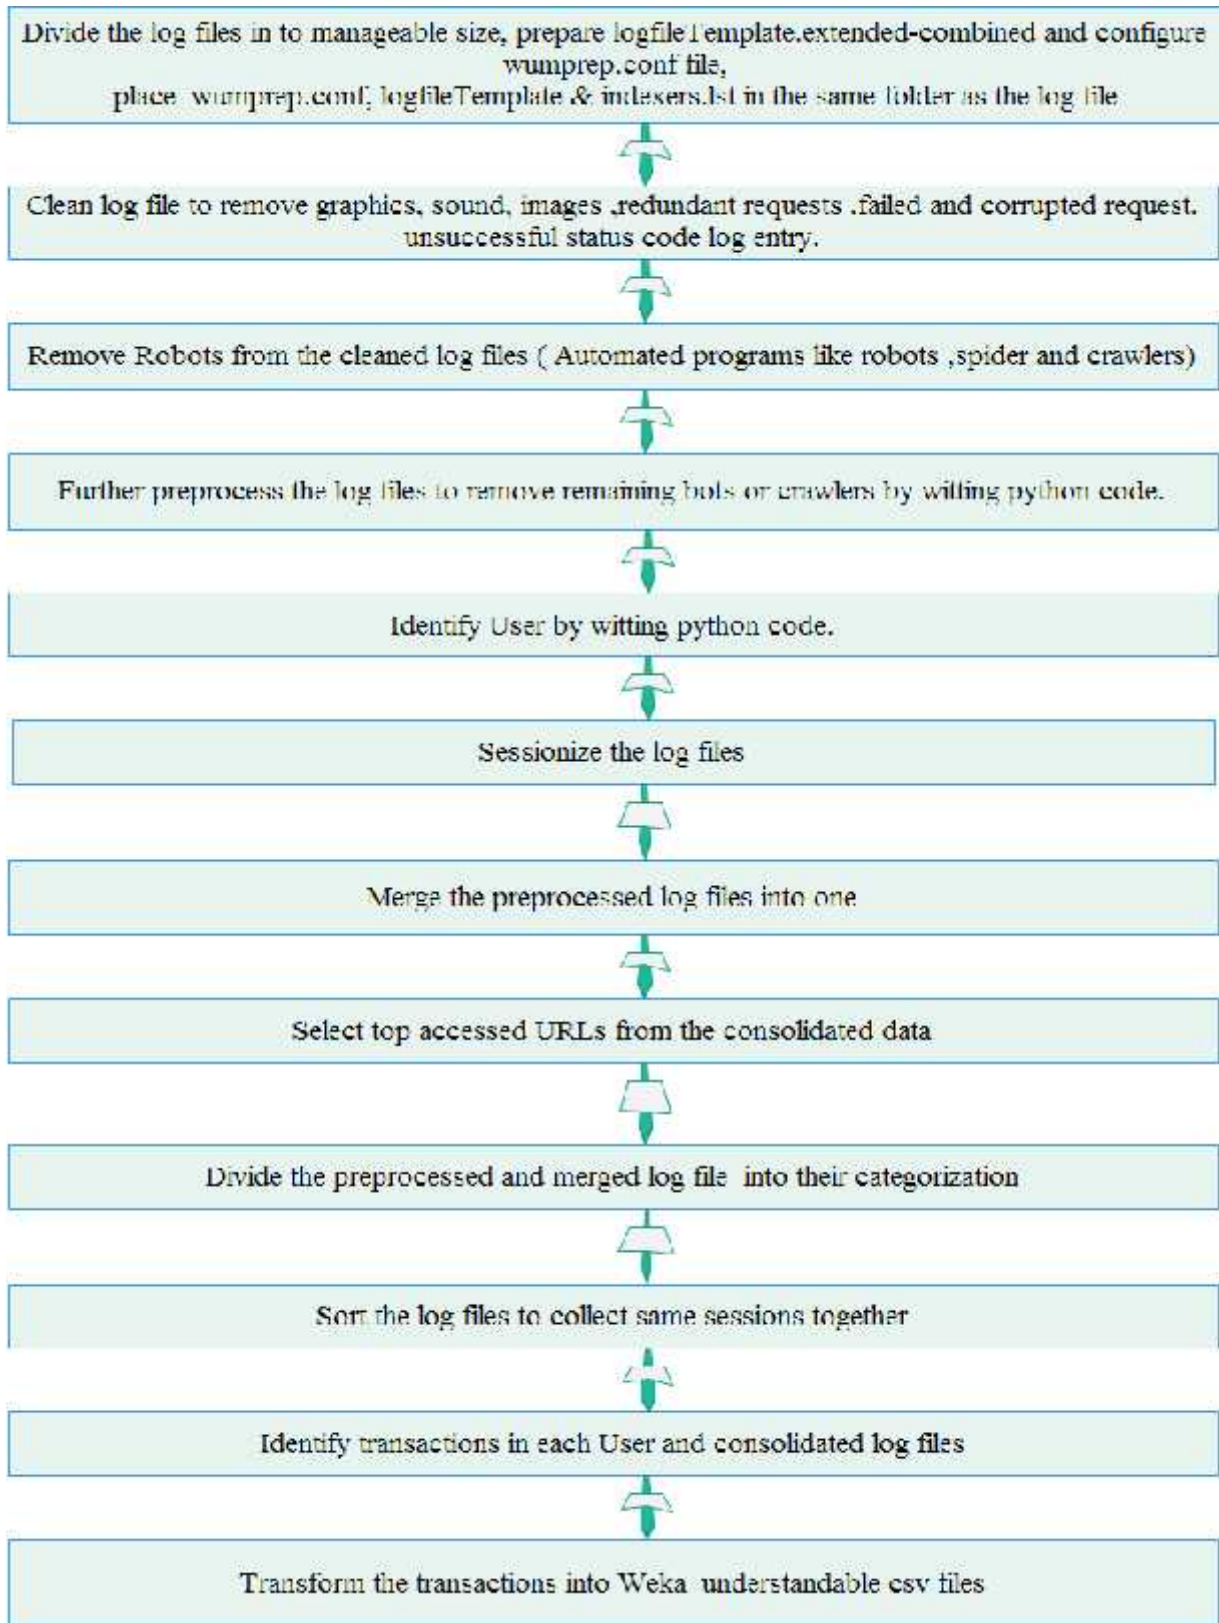 Divide the log files in to manageable size, prepare logfileTemplate.extended-combined and configure
wumprep.conf file,
place wumprep.conf, logfileTemplate & indexers.lst in the same folder as the log file
Clean log file to remove graphics, sound, images ,redundant requests ,failed and corrupted request.
unsuccessful status code log entry.
Remove Robots from the cleaned log files ( Automated programs like robots ,spider and crawlers)
Further preprocess the log files to remove remaining bots or crawlers by witting python code.
Identify User by witting python code.
Sessionize the log files
Merge the preprocessed log files into one
Select top accessed URLs from the consolidated data
Divide the preprocessed and merged log file into their categorization
Sort the log files to collect same sessions together
Identify transactions in each User and consolidated log files
Transform the transactions into Weka understandable csv files